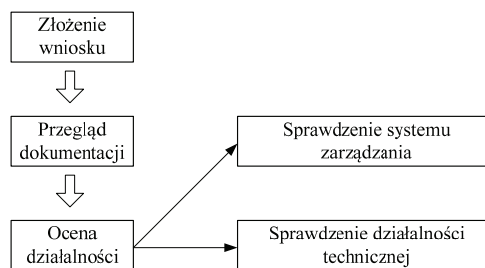 Złożenie
wniosku
Przegląd
dokumentacji
Sprawdzenie systemu
zarządzania
Ocena
działalności
Sprawdzenie działalności
technicznej